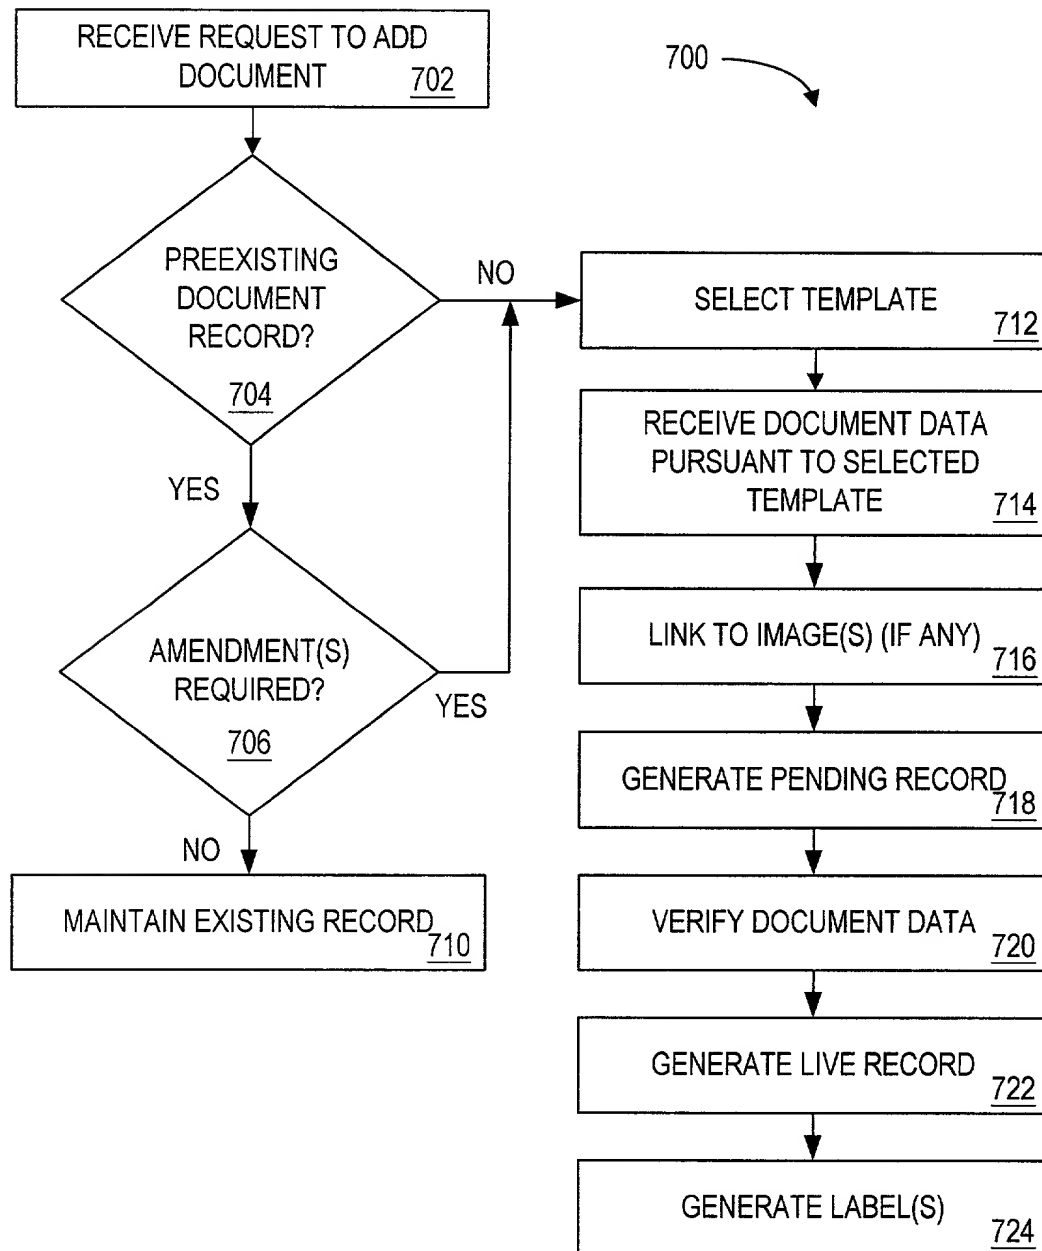 RECEIVE REQUEST TO ADD
DOCUMENT
702
700
PREEXISTING
DOCUMENT
RECORD?
704
NO
YES
AMENDMENT(S)
REQUIRED?
706
YES
NO
MAINTAIN EXISTING RECORD
710
SELECT TEMPLATE
712
RECEIVE DOCUMENT DATA
PURSUANT TO SELECTED
TEMPLATE
714
LINK TO IMAGE(S) (IF ANY)
716
GENERATE PENDING RECORD
718
VERIFY DOCUMENT DATA
720
GENERATE LIVE RECORD
722
GENERATE LABEL(S)
724